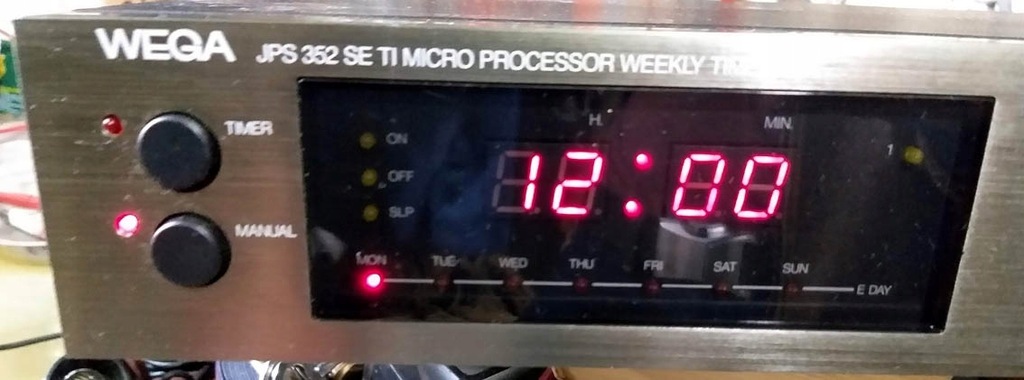 WEGA JPS 352 SE TI MICRO PROCESSOR WEEKLY
H. MIN.
TIMER ON 1
12:00
OFF
SLP
MANUAL
MON TUE WED THU FRI SAT SUN
E DAY